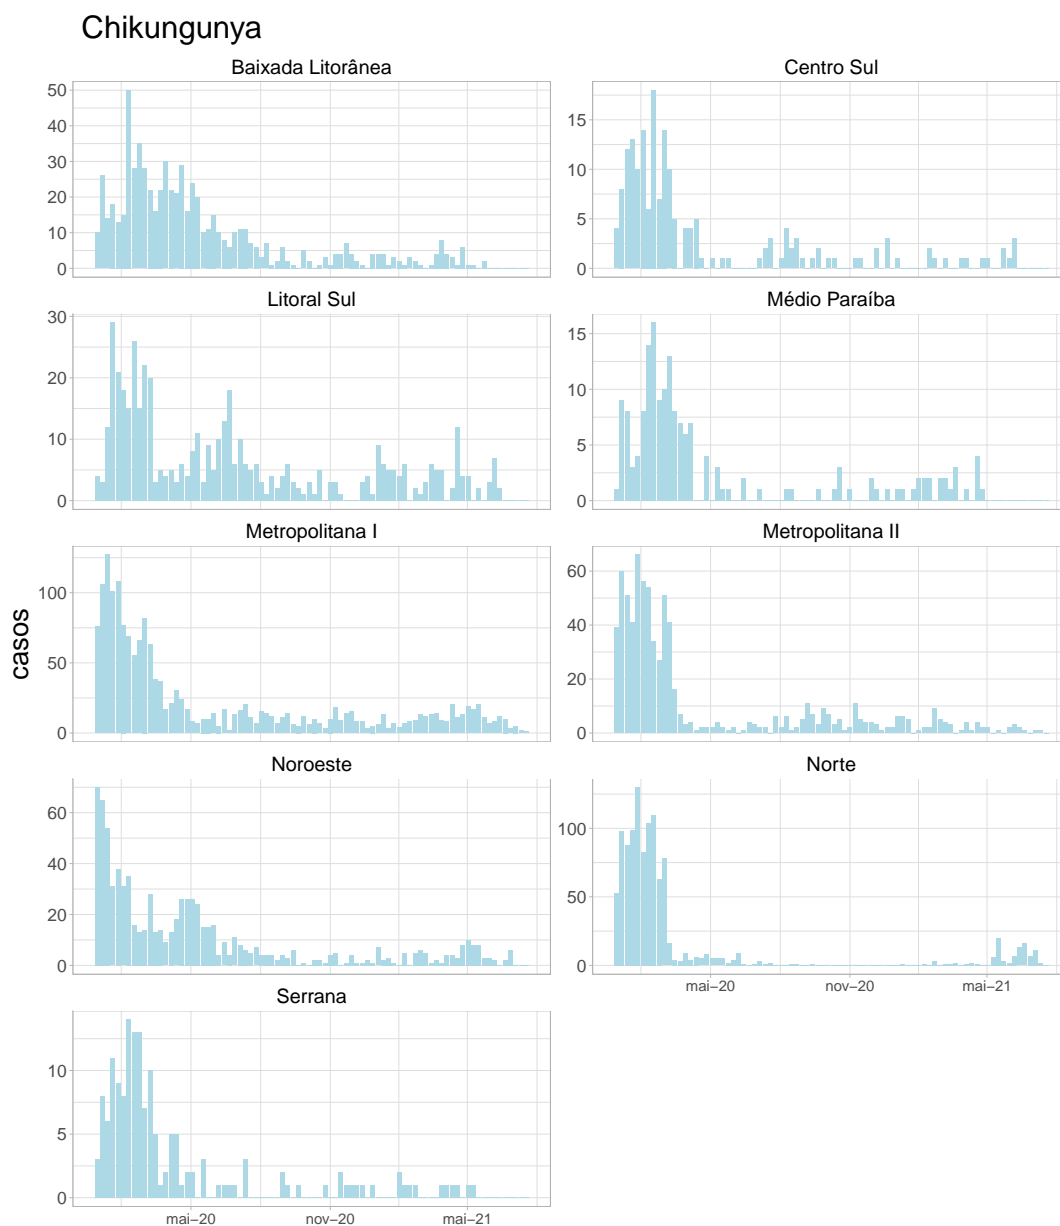 Chikungunya
Baixada Litorânea
Centro Sul
50
40
30
20
10
0
15
10
5
0
Litoral Sul
Médio Paraíba
30
20
10
0
15
10
5
0
Metropolitana I
Metropolitana II
100
50
0
60
40
20
0
casos
Noroeste
Norte
60
40
20
0
100
50
0
mai–20
nov–20
mai–21
Serrana
10
5
0
mai–20
nov–20
mai–21